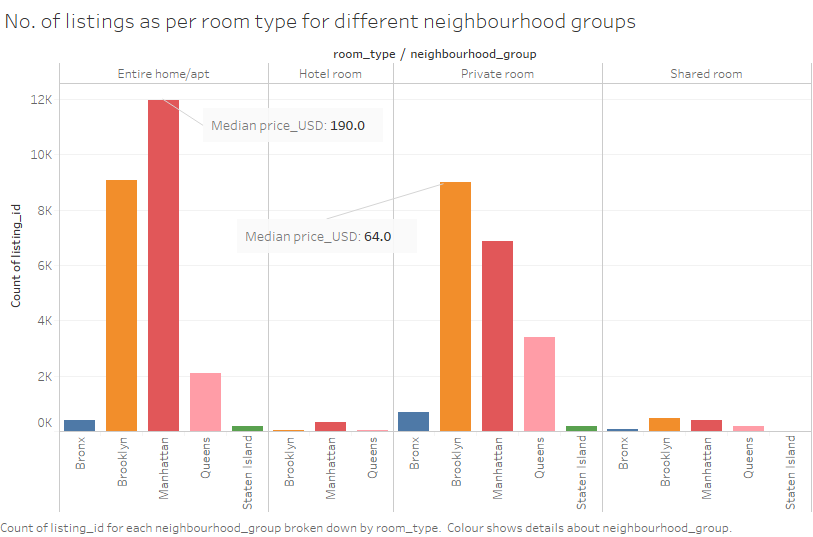 No. of listings as per room type for different neighbourhood groups
room_type / neighbourhood_group
Entire home/apt Hotel room Private room Shared room
12K
10K
8K
6K
4K
2K
0K
Count of listing_id
Median price_USD: 190.0
Median price_USD: 64.0
Bronx Brooklyn Manhattan Queens Staten Island Brooklyn Manhattan Queens Bronx Brooklyn Manhattan Queens Staten Island Bronx Brooklyn Manhattan Queens Staten Island
Count of listing_id for each neighbourhood_group broken down by room_type. Colour shows details about neighbourhood_group.